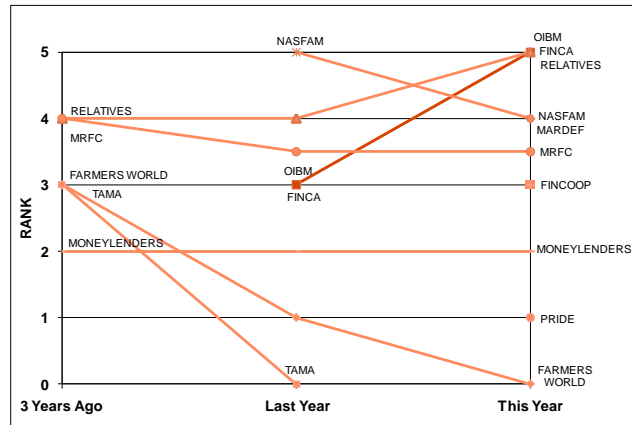 RANK
5
4
3
2
1
0
3 Years Ago
Last Year
This Year
RELATIVES
MRFC
FARMERS WORLD
TAMA
MONEYLENDERS
NASFAM
OIBM
FINCA
TAMA
OIBM
FINCA
RELATIVES
NASFAM
MARDEF
MRFC
FINCOOP
MONEYLENDERS
PRIDE
FARMERS
WORLD